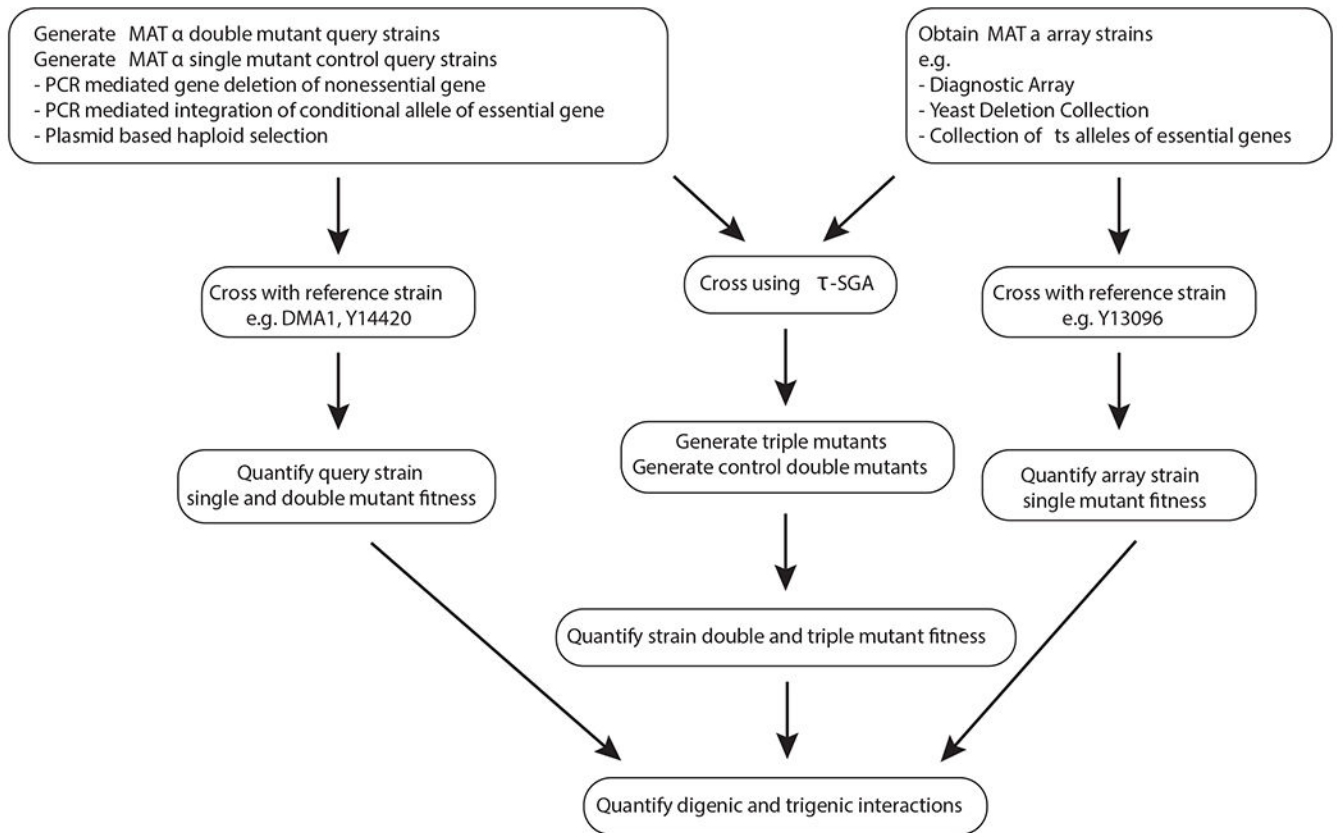 Generate MAT α double mutant query strains
Generate MAT α single mutant control query strains
- PCR mediated gene deletion of nonessential gene
- PCR mediated integration of conditional allele of essential gene
- Plasmid based haploid selection
Obtain MAT a array strains
e.g.
- Diagnostic Array
- Yeast Deletion Collection
- Collection of ts alleles of essential genes
Cross with reference strain
e.g. DMA1, Y14420
Cross using τ-SGA
Cross with reference strain
e.g. Y13096
Quantify query strain
single and double mutant fitness
Generate triple mutants
Generate control double mutants
Quantify array strain
single mutant fitness
Quantify strain double and triple mutant fitness
Quantify digenic and trigenic interactions